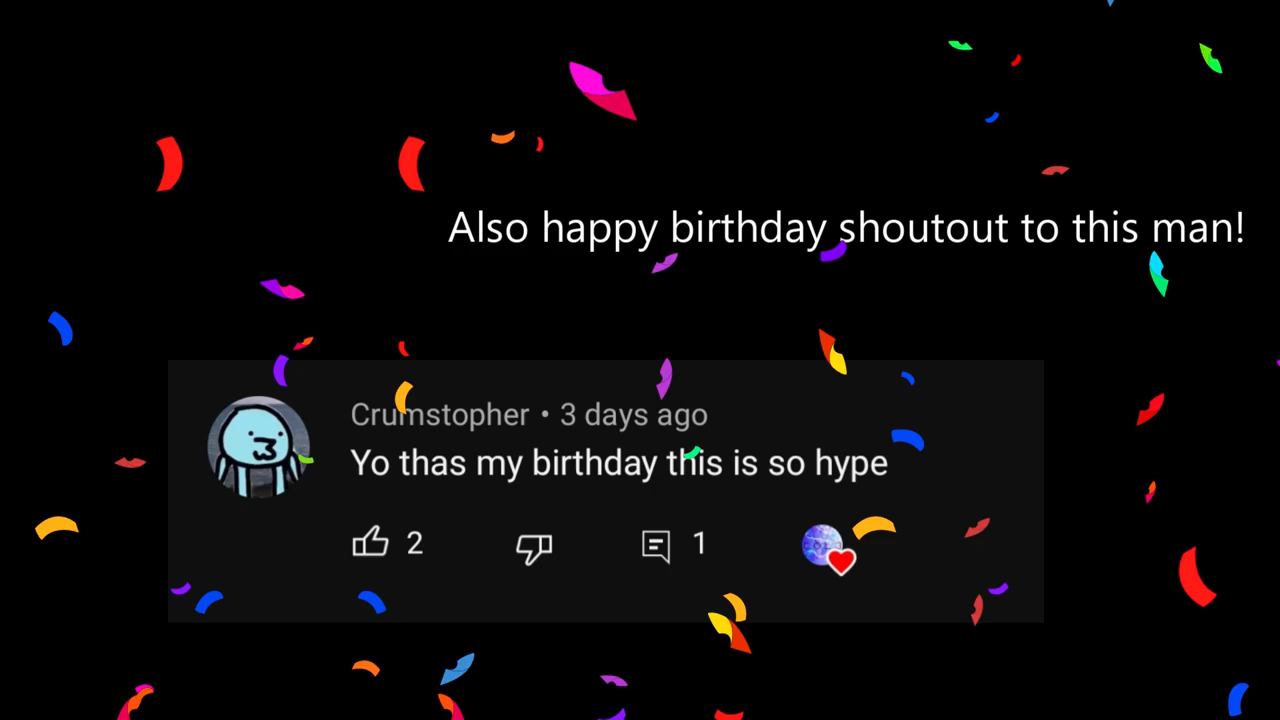 Also happy birthday shoutout to this man!
Crumstopher • 3 days ago
Yo thas my birthday this is so hype
2 1